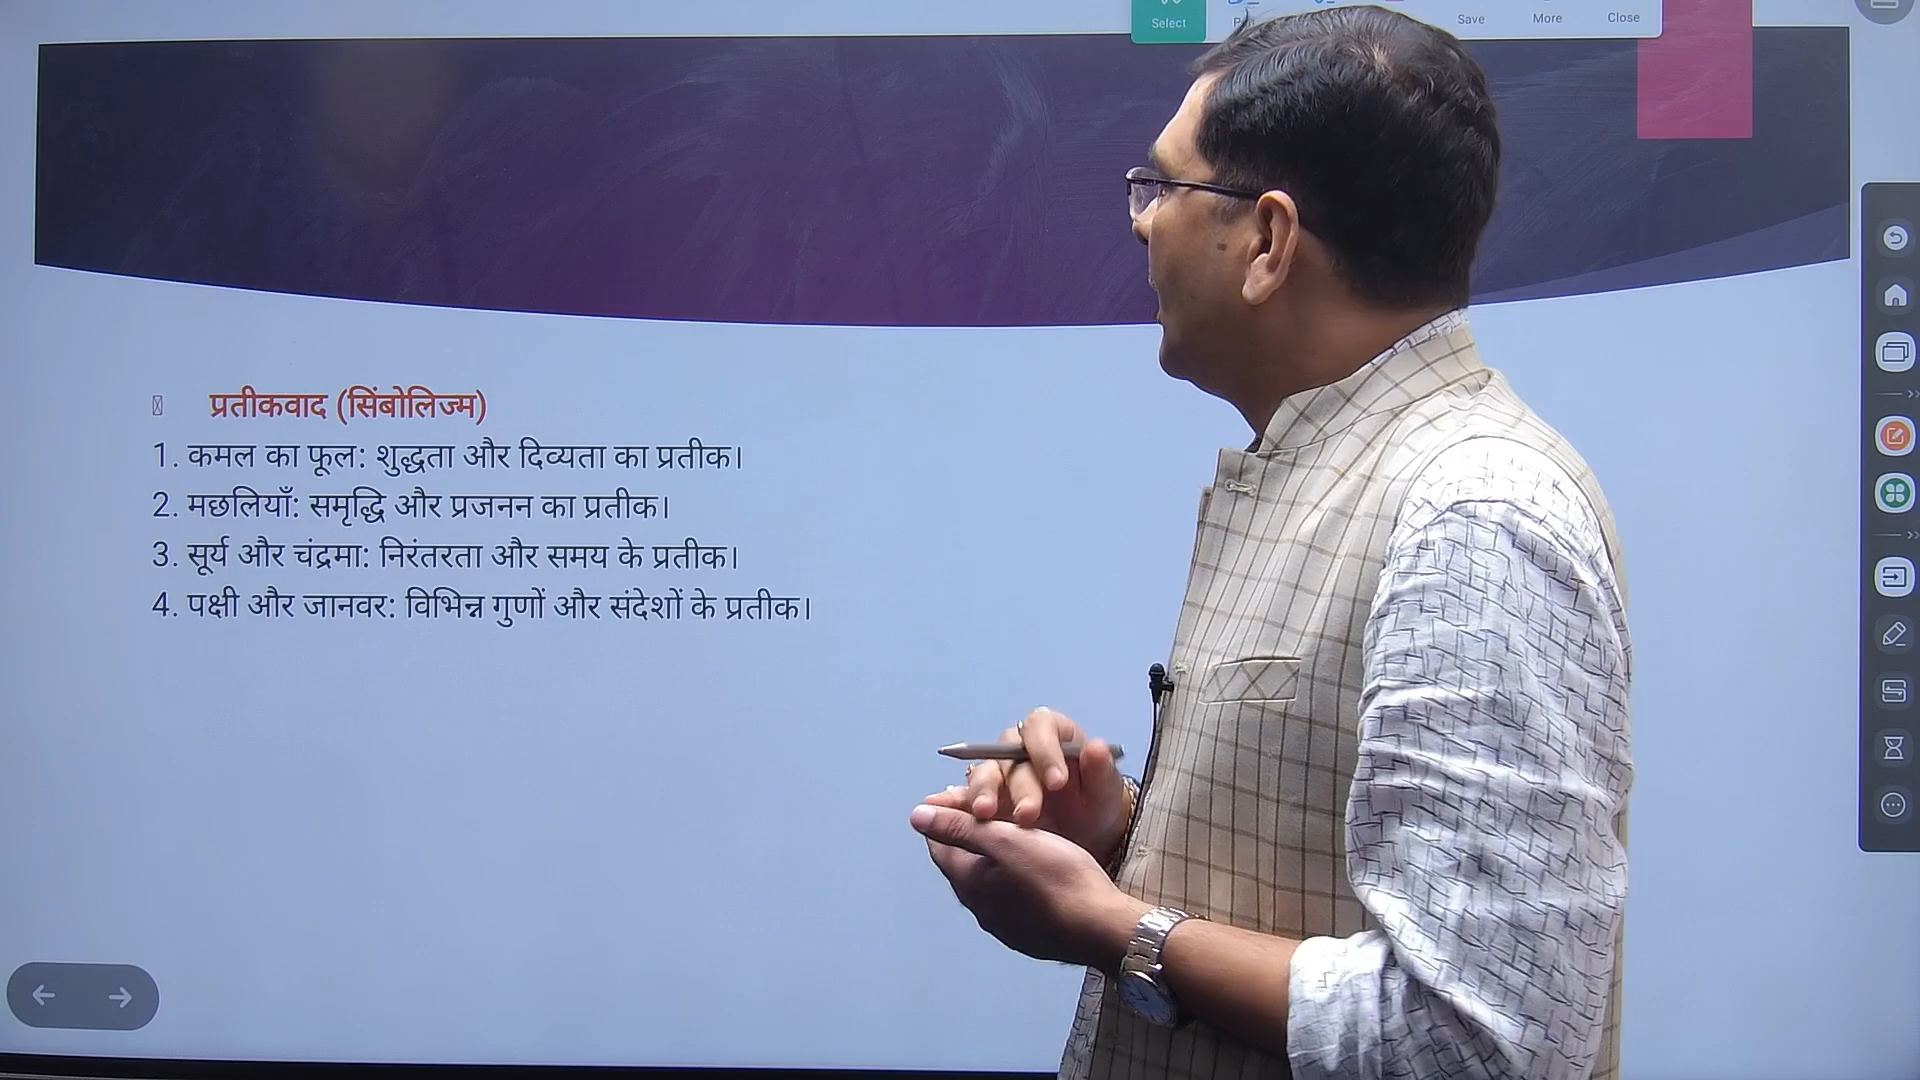 Select
Save
More
Close
प्रतीकवाद (सिंबोलिज्म)
1. कमल का फूल: शुद्धता और दिव्यता का प्रतीक।
2. मछलियाँ: समृद्धि और प्रजनन का प्रतीक।
3. सूर्य और चंद्रमा: निरंतरता और समय के प्रतीक।
4. पक्षी और जानवर: विभिन्न गुणों और संदेशों के प्रतीक।